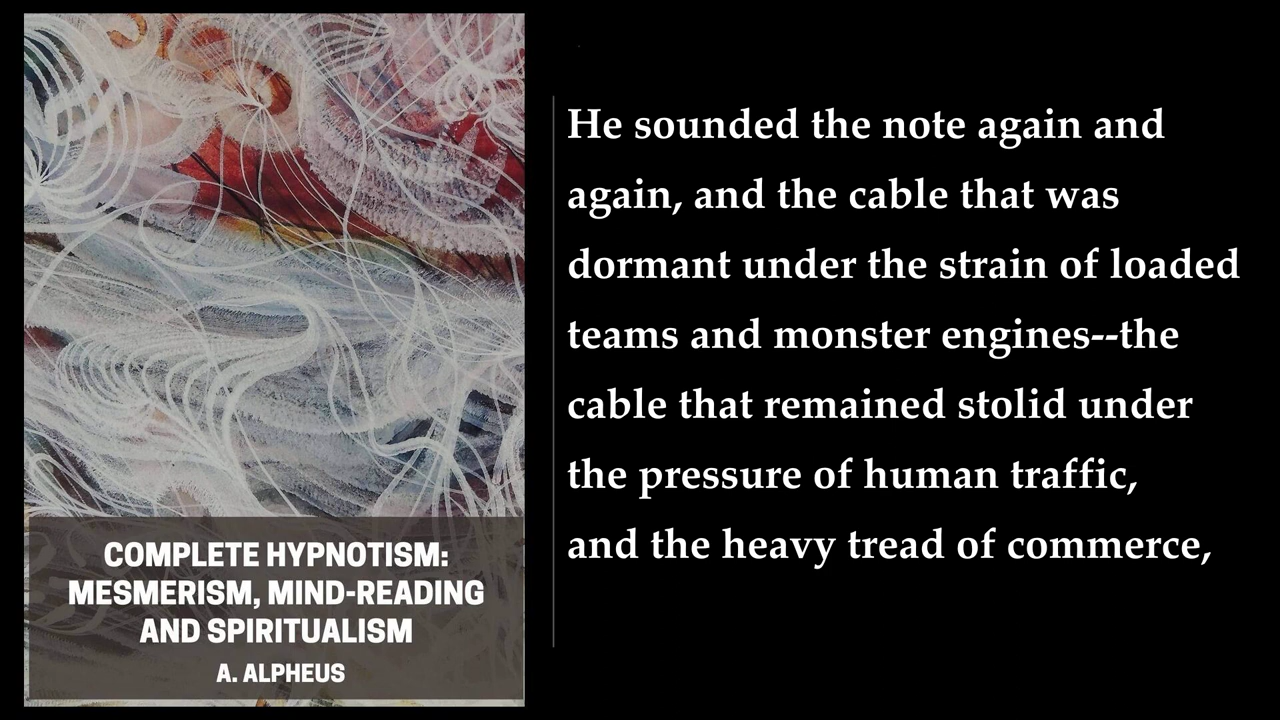 COMPLETE HYPNOTISM:
MESMERISM, MIND-READING
AND SPIRITUALISM
A. ALPHEUS
He sounded the note again and
again, and the cable that was
dormant under the strain of loaded
teams and monster engines--the
cable that remained stolid under
the pressure of human traffic,
and the heavy tread of commerce,